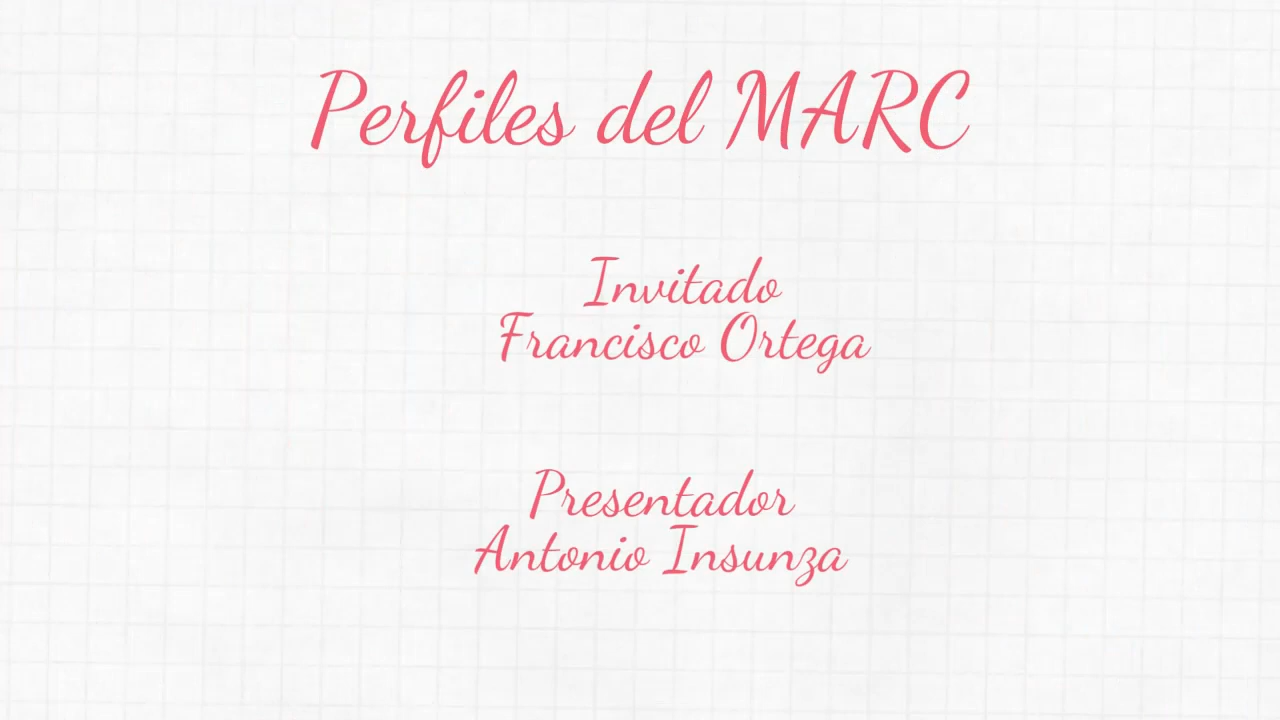 Perfiles del MARC
Invitado
Francisco Ortega
Presentador
Antonio Insunza